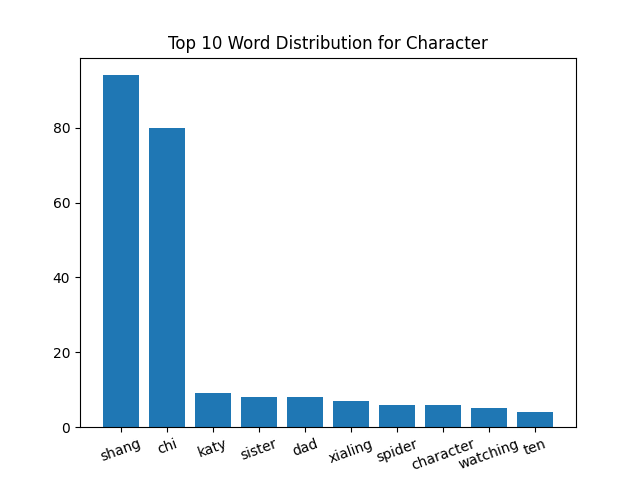 Top 10 Word Distribution for Character
80
60
40
20
0
shang chi katy sister dad xialing spider character watching ten